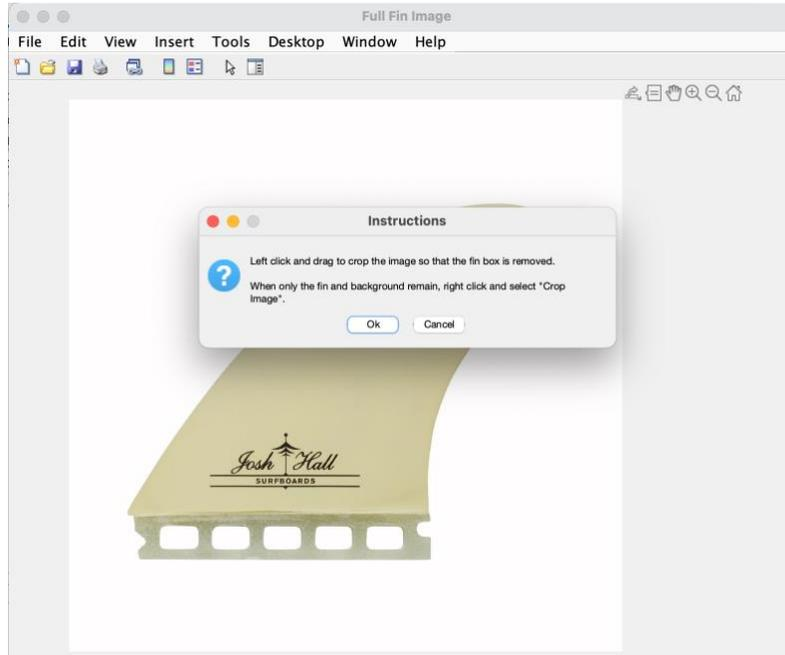 Full Fin Image
File Edit View Insert Tools Desktop Window Help
Instructions
?
Left click and drag to crop the image so that the fin box is removed.
When only the fin and background remain, right click and select "Crop
Image".
Ok Cancel
Josh Hall
SURFBOARDS